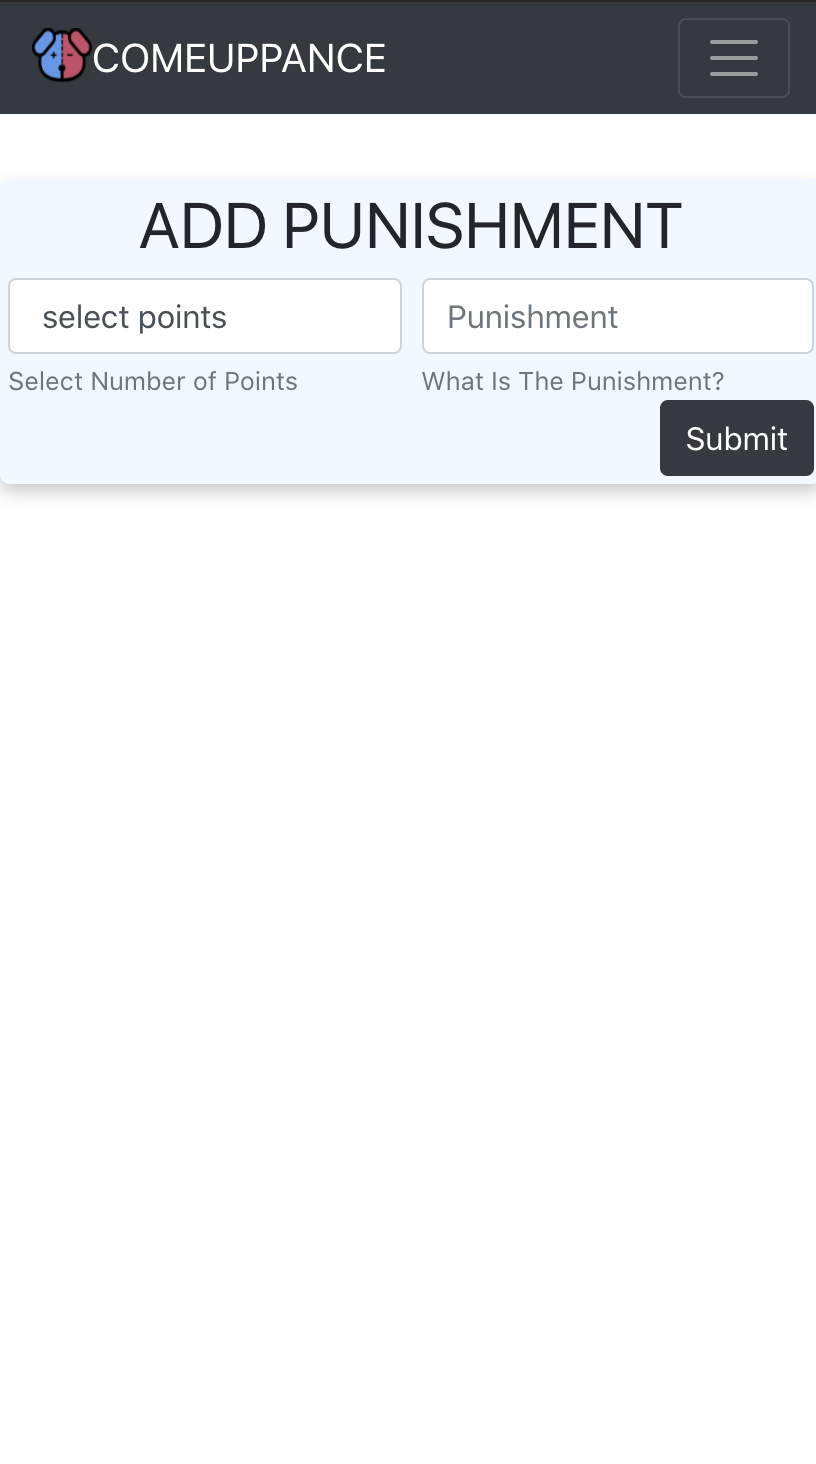 COMEUPPANCE
ADD PUNISHMENT
select points
Punishment
Select Number of Points
What Is The Punishment?
Submit